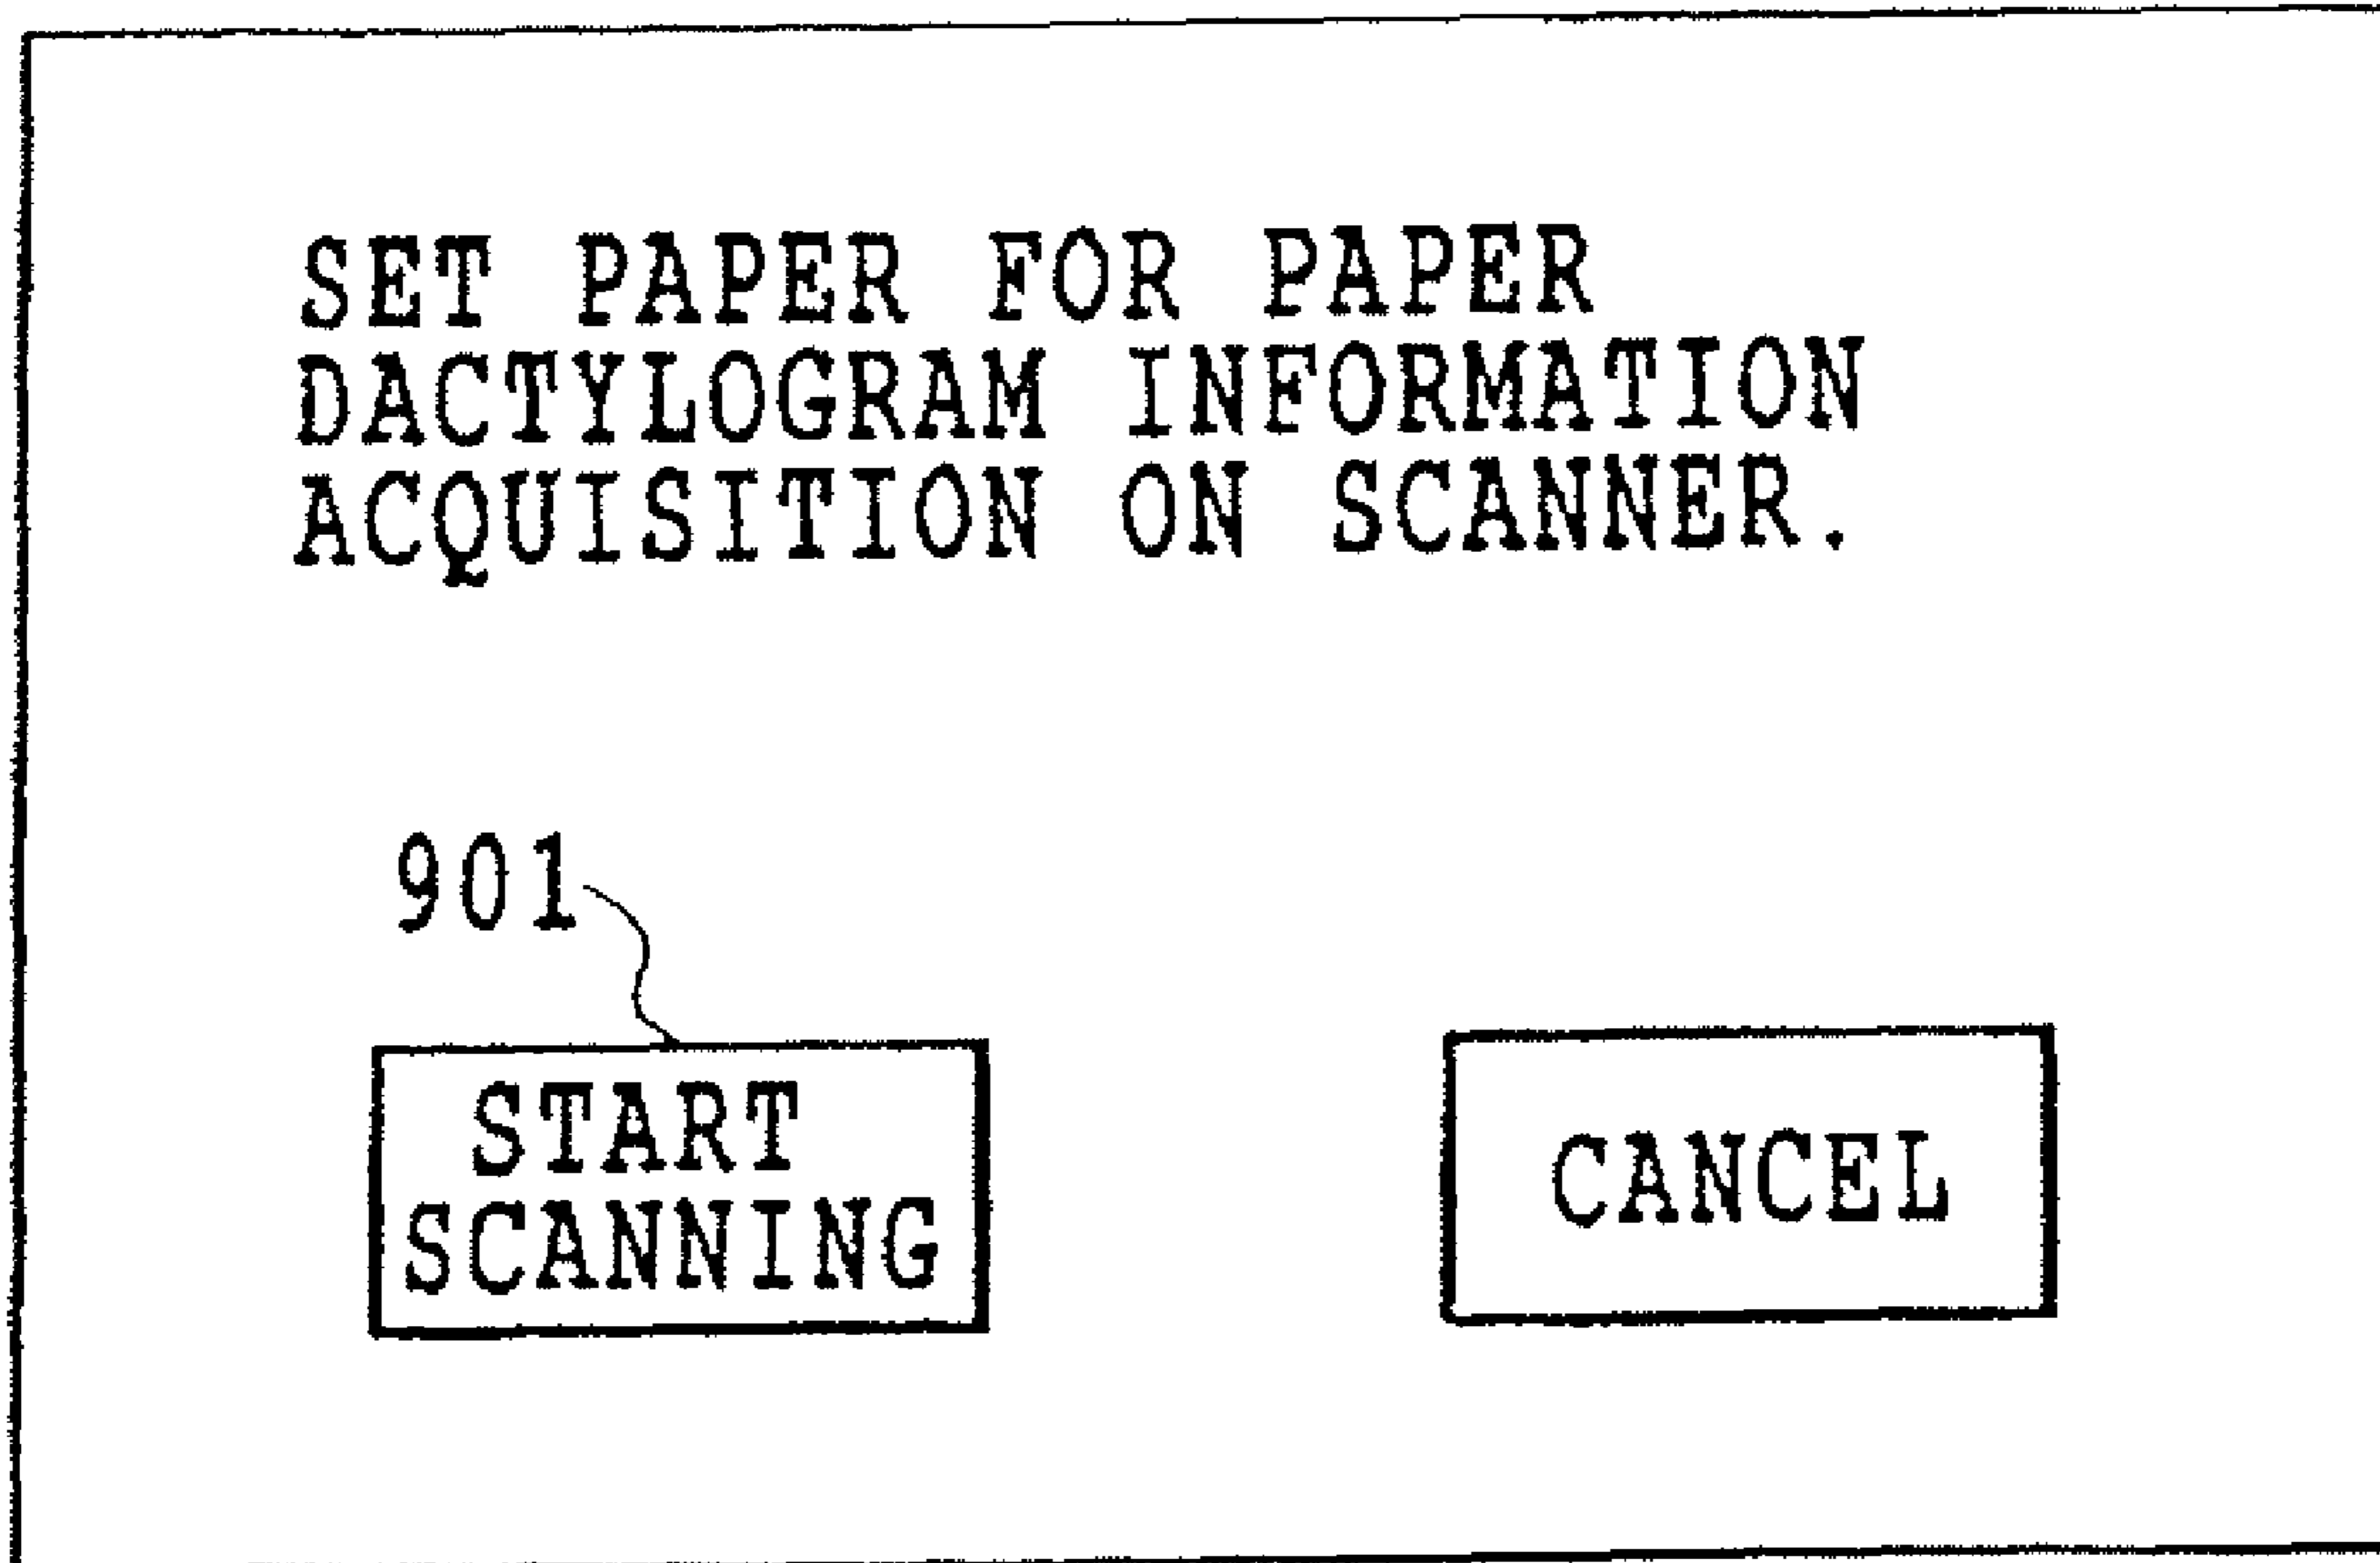 SET PAPER FOR PAPER
DACTYLOGRAM INFORMATION
ACQUISITION ON SCANNER.
901
START
SCANNING
CANCEL